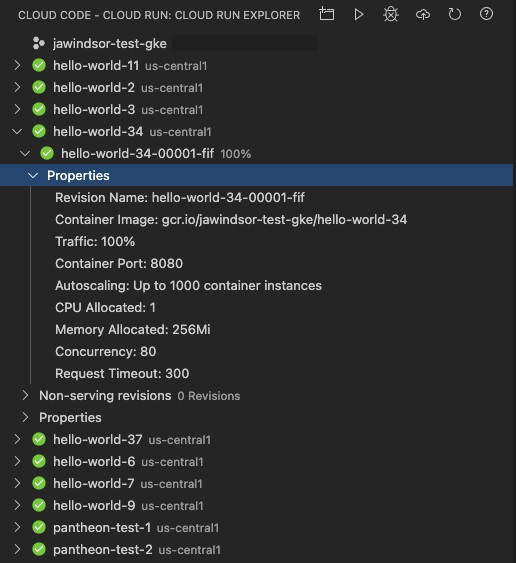 CLOUD CODE - CLOUD RUN: CLOUD RUN EXPLORER
jawindsor-test-gke
hello-world-11 us-central1
hello-world-2 us-central1
hello-world-3 us-central1
hello-world-34 us-central1
hello-world-34-00001-fif 100%
Properties
Revision Name: hello-world-34-00001-fif
Container Image: gcr.io/jawindsor-test-gke/hello-world-34
Traffic: 100%
Container Port: 8080
Autoscaling: Up to 1000 container instances
CPU Allocated: 1
Memory Allocated: 256Mi
Concurrency: 80
Request Timeout: 300
Non-serving revisions 0 Revisions
Properties
hello-world-37 us-central1
hello-world-6 us-central1
hello-world-7 us-central1
hello-world-9 us-central1
pantheon-test-1 us-central1
pantheon-test-2 us-central1